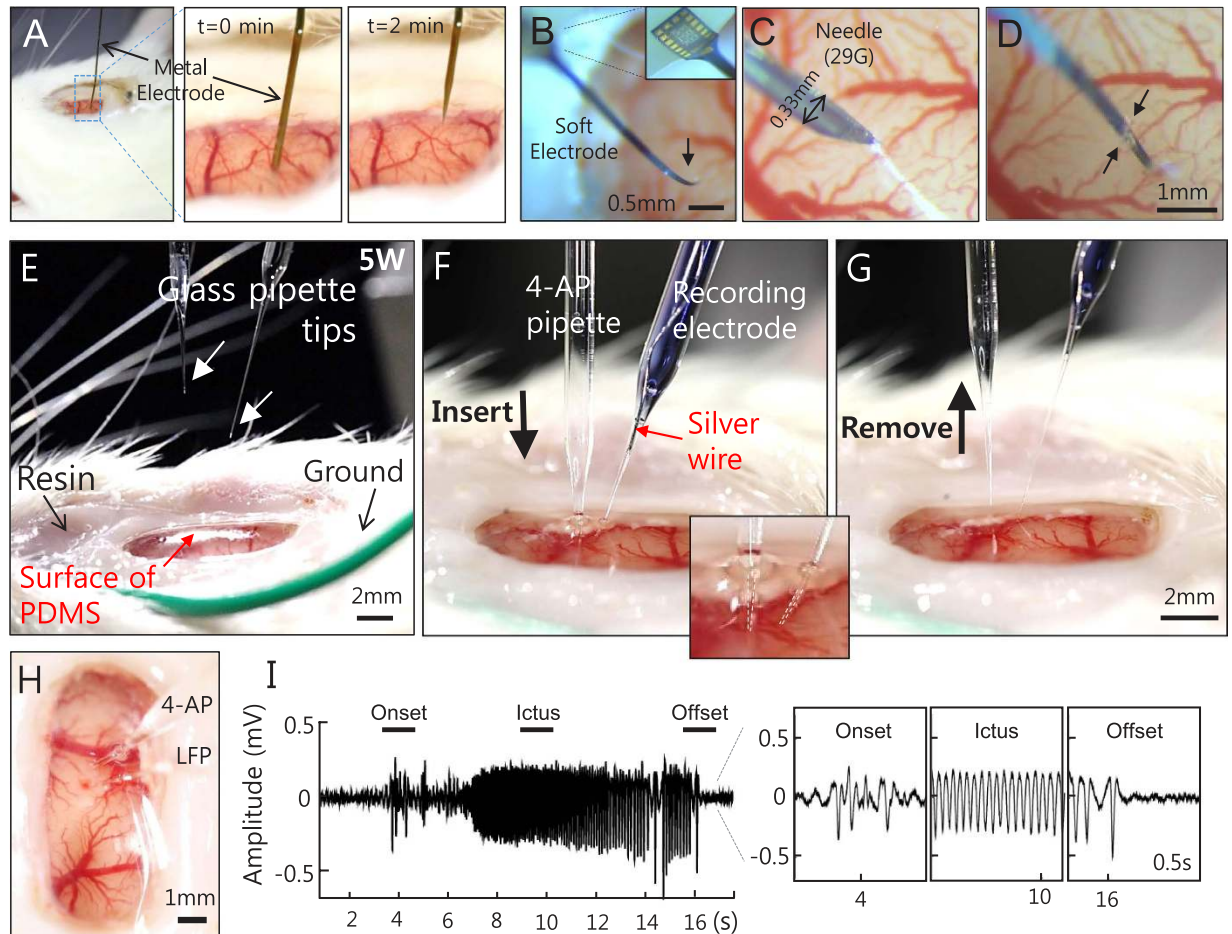 A
t=0 min
t=2 min
Metal
Electrode
B
Soft
Electrode
0.5mm
C
Needle
(29G)
0.33mm
D
1mm
E
5W
Glass pipette
tips
Resin
Ground
Surface of
PDMS
2mm
F
4-AP
pipette
Recording
electrode
Insert
Silver
wire
G
Remove
2mm
H
4-AP
LFP
1mm
I
Amplitude (mV)
0.5
0
-0.5
Onset
Ictus
Offset
2 4 6 8 10 12 14 16 (s)
0.5
0
-0.5
Onset
Ictus
Offset
0.5s
4
10
16